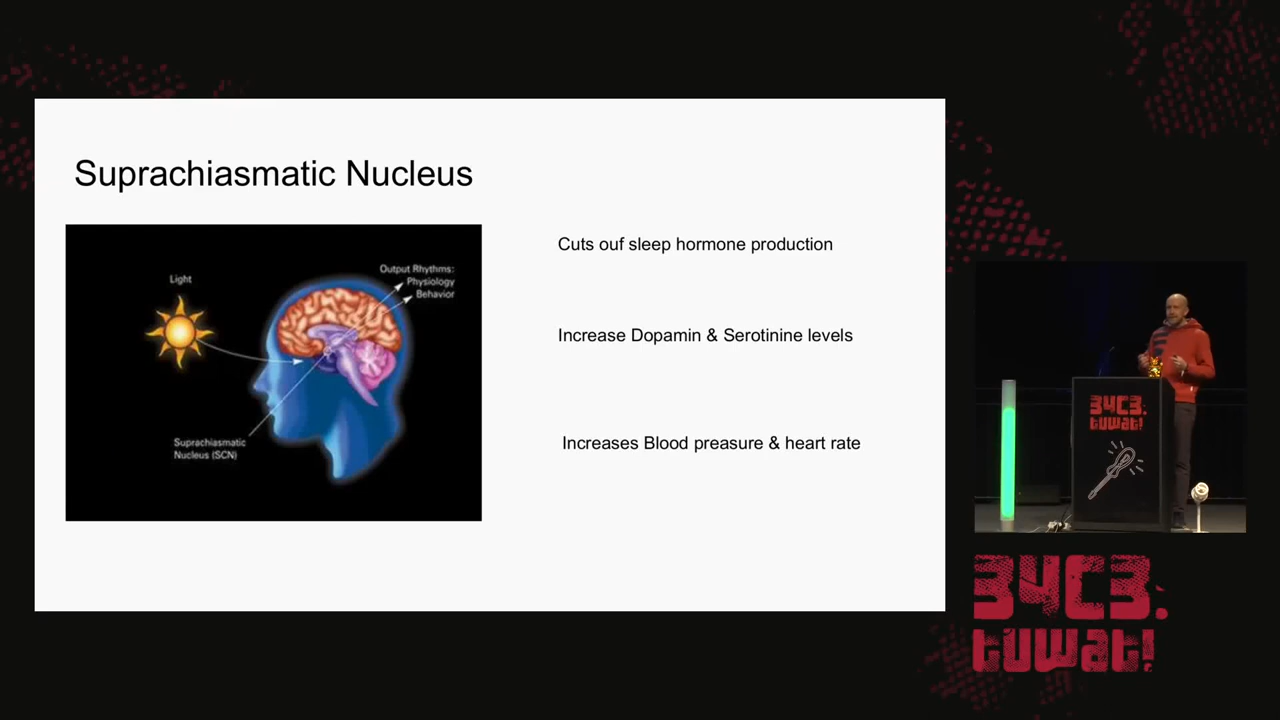 Suprachiasmatic Nucleus
Light
Output Rhythms:
Physiology
Behavior
Suprachiasmatic
Nucleus (SCN)
Cuts ouf sleep hormone production
Increase Dopamin & Serotinine levels
Increases Blood preasure & heart rate
34C3.
tuwat!
34C3.
tuwat!